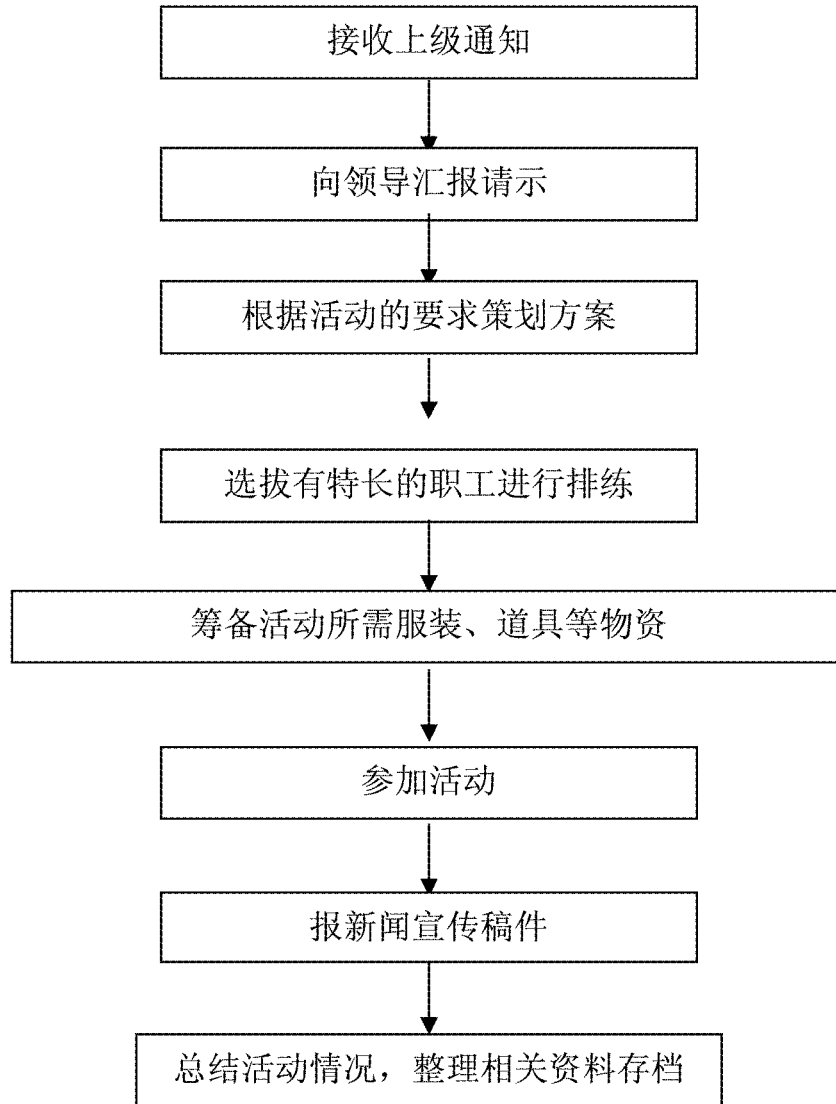 接收上级通知
向领导汇报请示
根据活动的要求策划方案
选拔有特长的职工进行排练
筹备活动所需服装、道具等物资
参加活动
报新闻宣传稿件
总结活动情况，整理相关资料存档